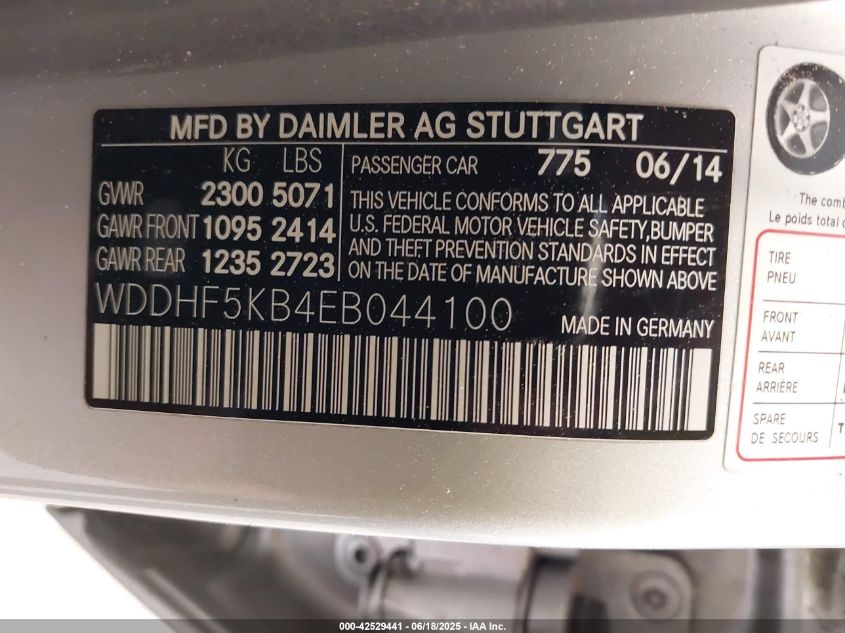 MFD BY DAIMLER AG STUTTGART
KG LBS
GVWR 2300 5071
GAWR FRONT 1095 2414
GAWR REAR 1235 2723
PASSENGER CAR 775 06/14
THIS VEHICLE CONFORMS TO ALL APPLICABLE
U.S. FEDERAL MOTOR VEHICLE SAFETY,BUMPER
AND THEFT PREVENTION STANDARDS IN EFFECT
ON THE DATE OF MANUFACTURE SHOWN ABOVE
WDDHF5KB4EB044100
MADE IN GERMANY
The
Le poids total
TIRE
PNEU
FRONT
AVANT
REAR
ARRIÈRE
SPARE
DE SECOURS
000-42529441 - 06/18/2025 - IAA Inc.